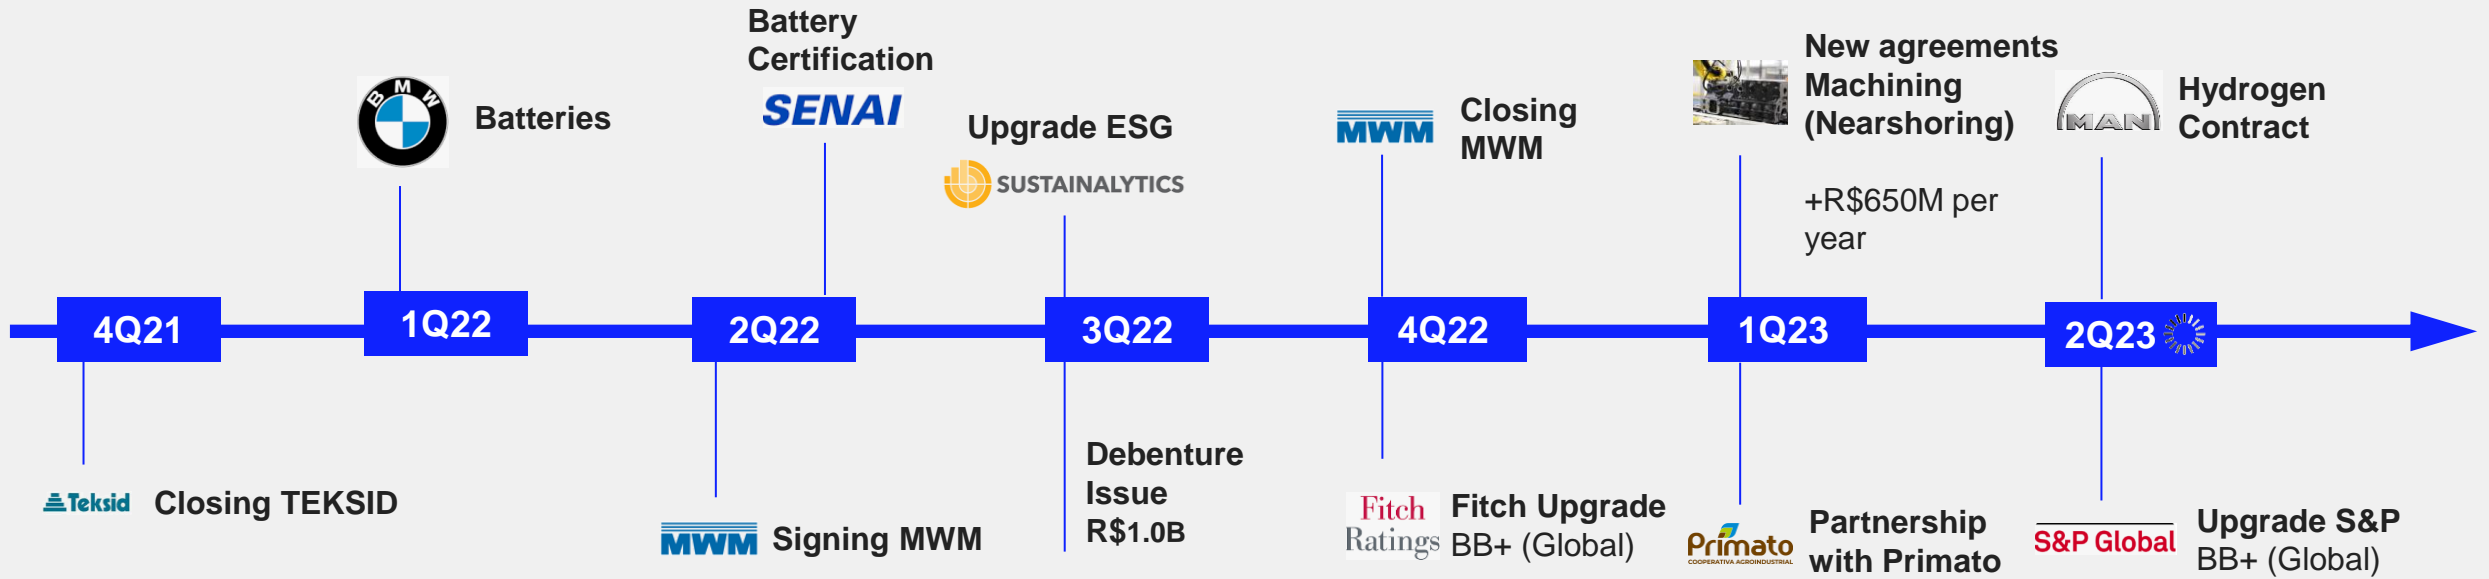 Battery
Certification
SENAI
BMW
Batteries
Upgrade ESG
SUSTAINALYTICS
MWM
Closing
MWM
New agreements
Machining
(Nearshoring)
+R$650M per
year
MAN
Hydrogen
Contract
4Q21
1Q22
2Q22
3Q22
4Q22
1Q23
2Q23
Teksid
Closing TEKSID
MWM
Signing MWM
Debenture
Issue
R$1.0B
Fitch
Ratings
Fitch Upgrade
BB+ (Global)
Primato
COOPERATIVA AGROINDUSTRIAL
Partnership
with Primato
S&P Global
Upgrade S&P
BB+ (Global)